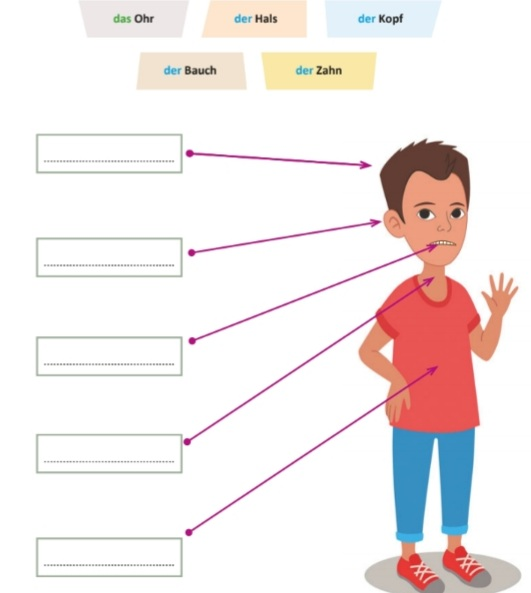 das Ohr
der Hals
der Kopf
der Bauch
der Zahn